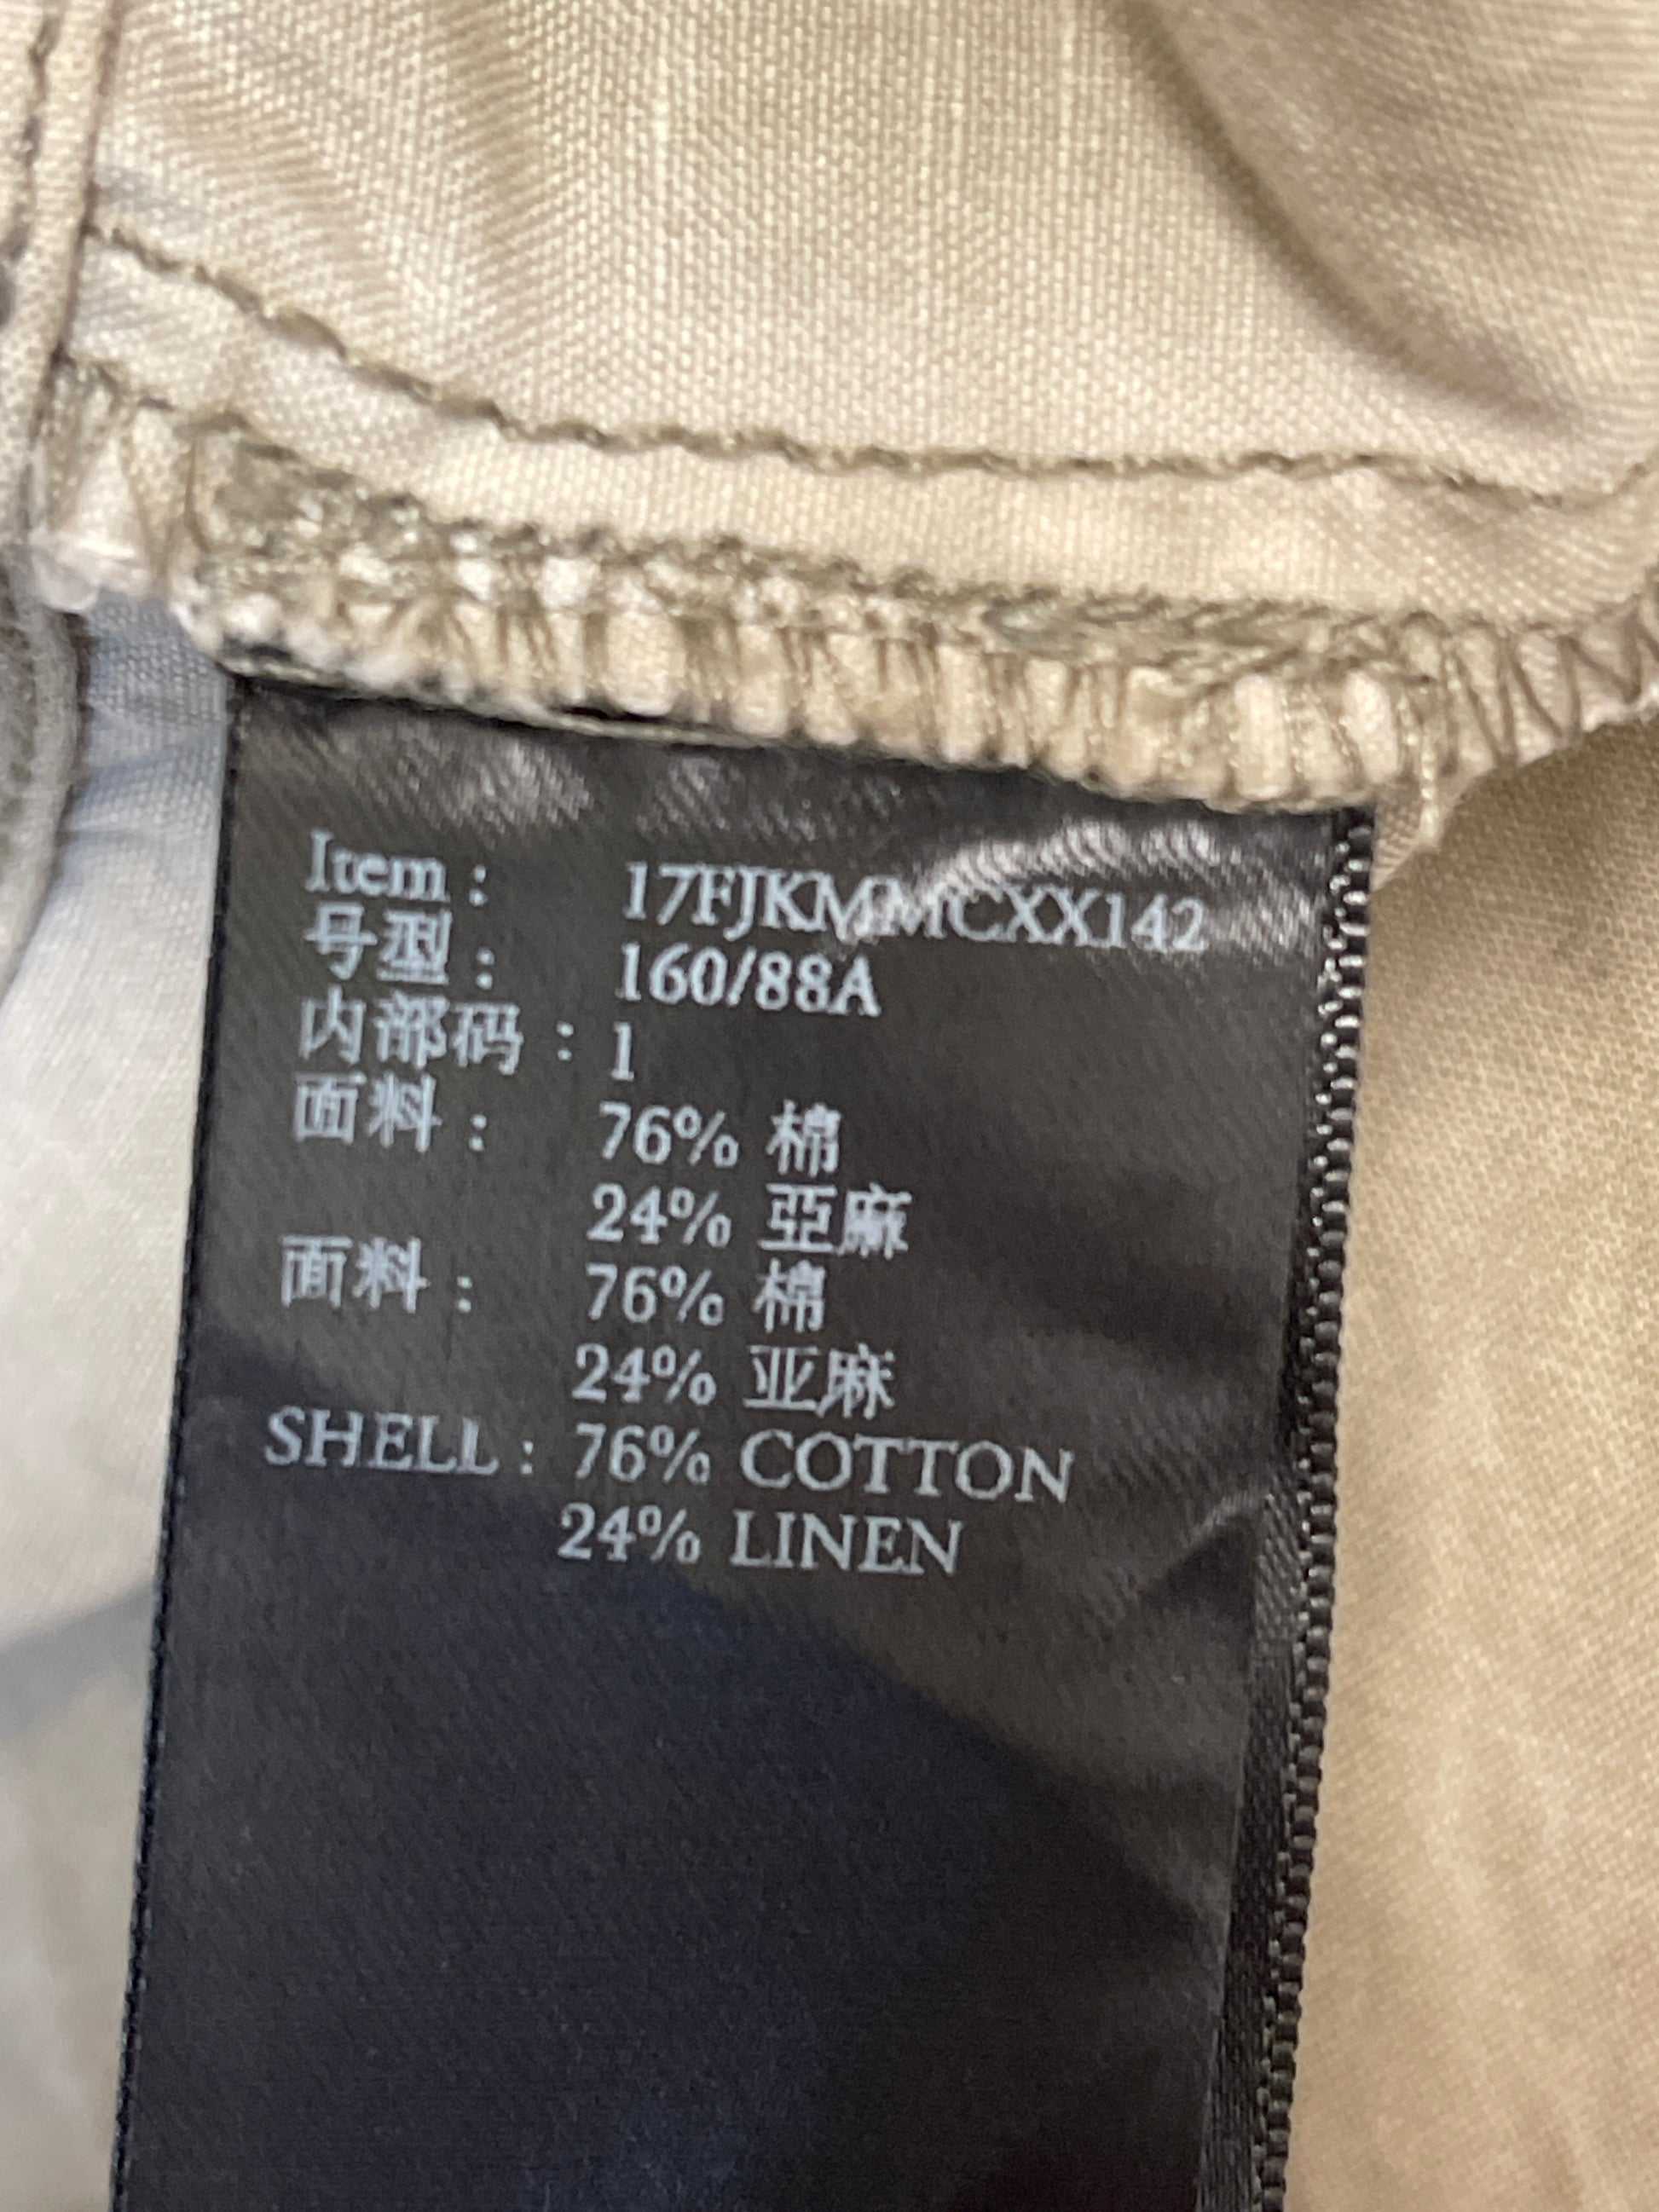 Item : 17FJKMMCXX142
号型 : 160/88A
内部码 : 1
面料 : 76% 棉
24% 亞麻
面料 : 76% 棉
24% 亚麻
SHELL : 76% COTTON
24% LINEN